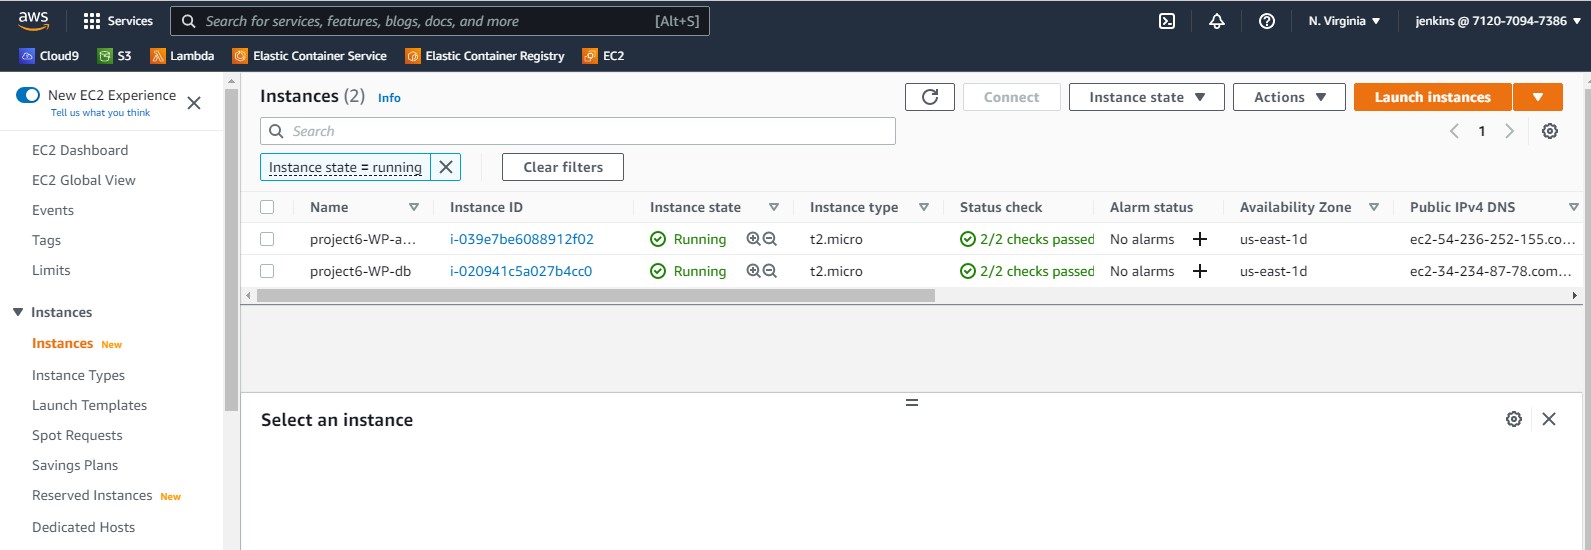 aws Services Search for services, features, blogs, docs, and more [Alt+S] N. Virginia jenkins @ 7120-7094-7386
Cloud9 S3 Lambda Elastic Container Service Elastic Container Registry EC2
New EC2 Experience
Tell us what you think
EC2 Dashboard
EC2 Global View
Events
Tags
Limits
Instances
Instances New
Instance Types
Launch Templates
Spot Requests
Savings Plans
Reserved Instances New
Dedicated Hosts
Instances (2) Info Connect Instance state Actions Launch instances
Search 1
Instance state = running Clear filters
Name Instance ID Instance state Instance type Status check Alarm status Availability Zone Public IPv4 DNS
project6-WP-a... i-039e7be6088912f02 Running t2.micro 2/2 checks passed No alarms us-east-1d ec2-54-236-252-155.co...
project6-WP-db i-020941c5a027b4cc0 Running t2.micro 2/2 checks passed No alarms us-east-1d ec2-34-234-87-78.com...
Select an instance